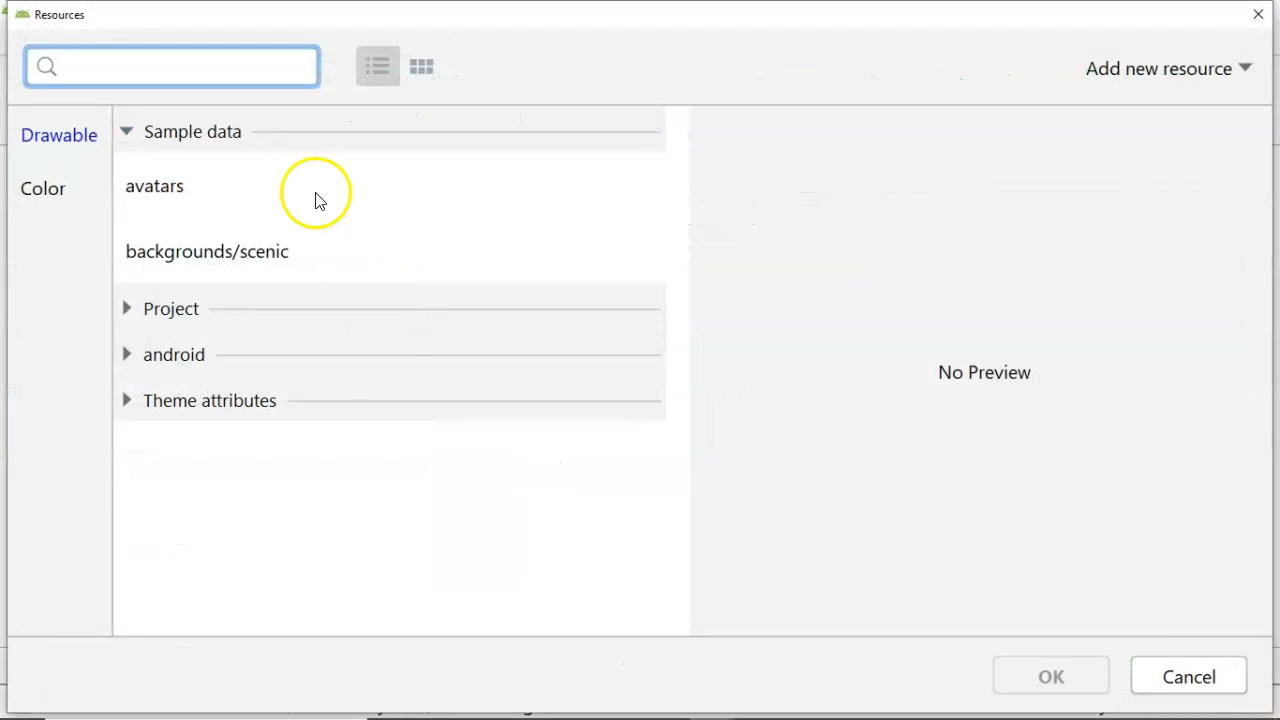 Resources
Add new resource
Drawable
Color
Sample data
avatars
backgrounds/scenic
Project
android
Theme attributes
No Preview
OK
Cancel